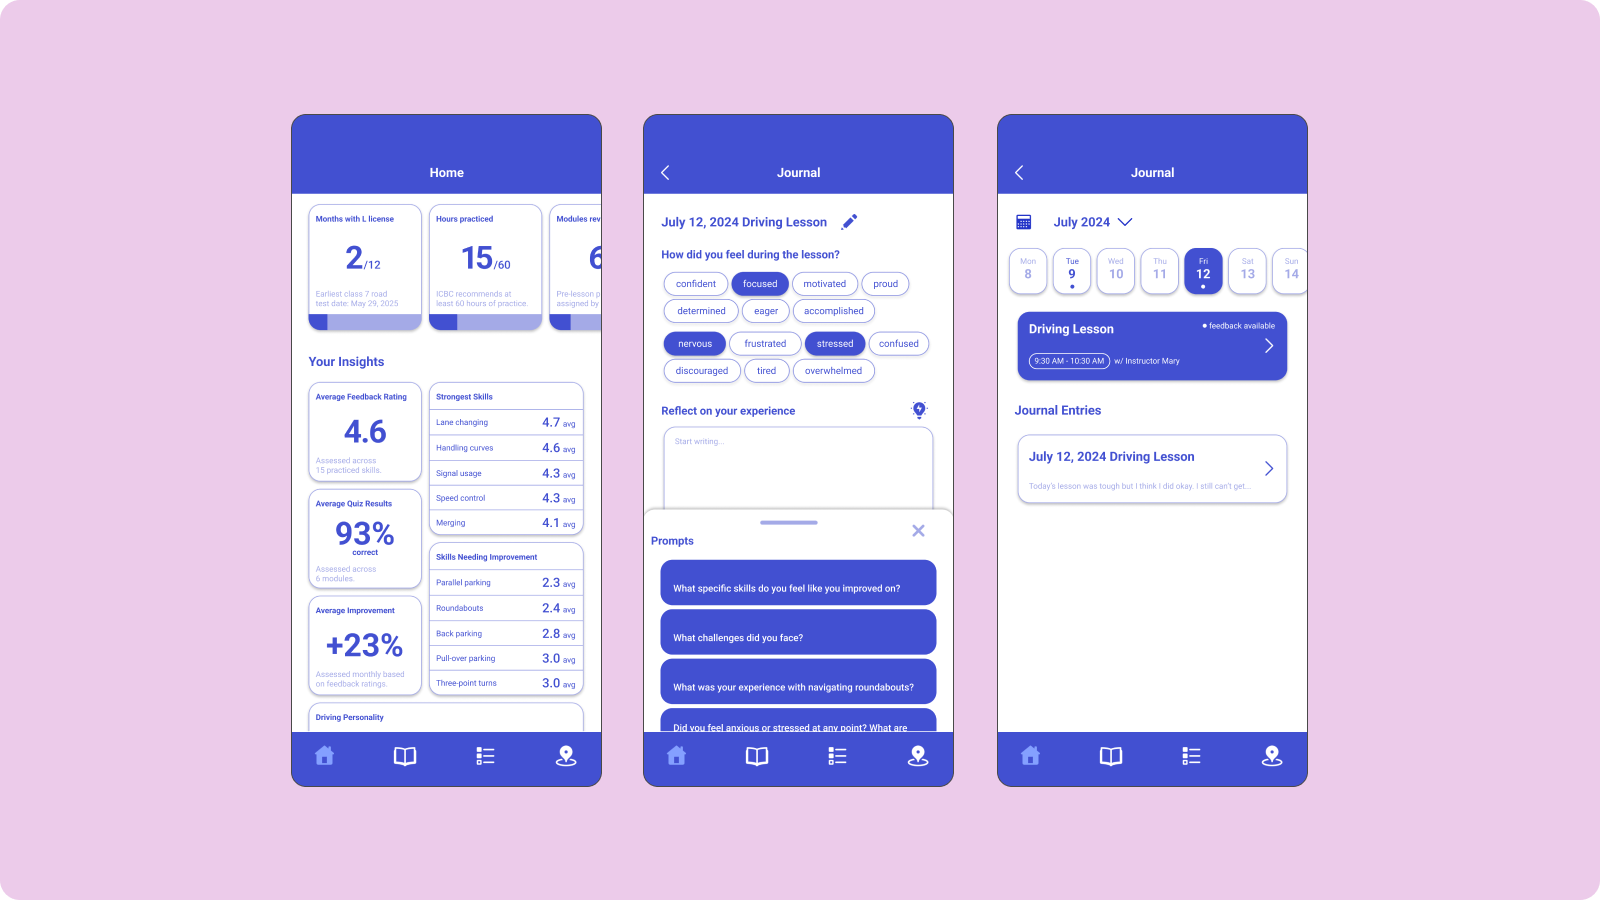 Home
Months with L license
2/12
Earliest class 7 road
test date: May 29, 2025
Hours practiced
15/60
ICBC recommends at
least 60 hours of practice.
Modules rev
6
Pre-lesson p
assigned by
Your Insights
Average Feedback Rating
4.6
Assessed across
15 practiced skills.
Average Quiz Results
93%
correct
Assessed across
6 modules.
Average Improvement
+23%
Assessed monthly based
on feedback ratings.
Strongest Skills
Lane changing 4.7 avg
Handling curves 4.6 avg
Signal usage 4.3 avg
Speed control 4.3 avg
Merging 4.1 avg
Skills Needing Improvement
Parallel parking 2.3 avg
Roundabouts 2.4 avg
Back parking 2.8 avg
Pull-over parking 3.0 avg
Three-point turns 3.0 avg
Driving Personality
Journal
July 12, 2024 Driving Lesson
How did you feel during the lesson?
confident focused motivated proud
determined eager accomplished
nervous frustrated stressed confused
discouraged tired overwhelmed
Reflect on your experience
Start writing...
Prompts
What specific skills do you feel like you improved on?
What challenges did you face?
What was your experience with navigating roundabouts?
Did you feel anxious or stressed at any point? What are
Journal
July 2024
Mon Tue Wed Thu Fri Sat Sun
8 9 10 11 12 13 14
Driving Lesson
feedback available
9:30 AM - 10:30 AM w/ Instructor Mary
Journal Entries
July 12, 2024 Driving Lesson
Today's lesson was tough but I think I did okay. I still can't get...